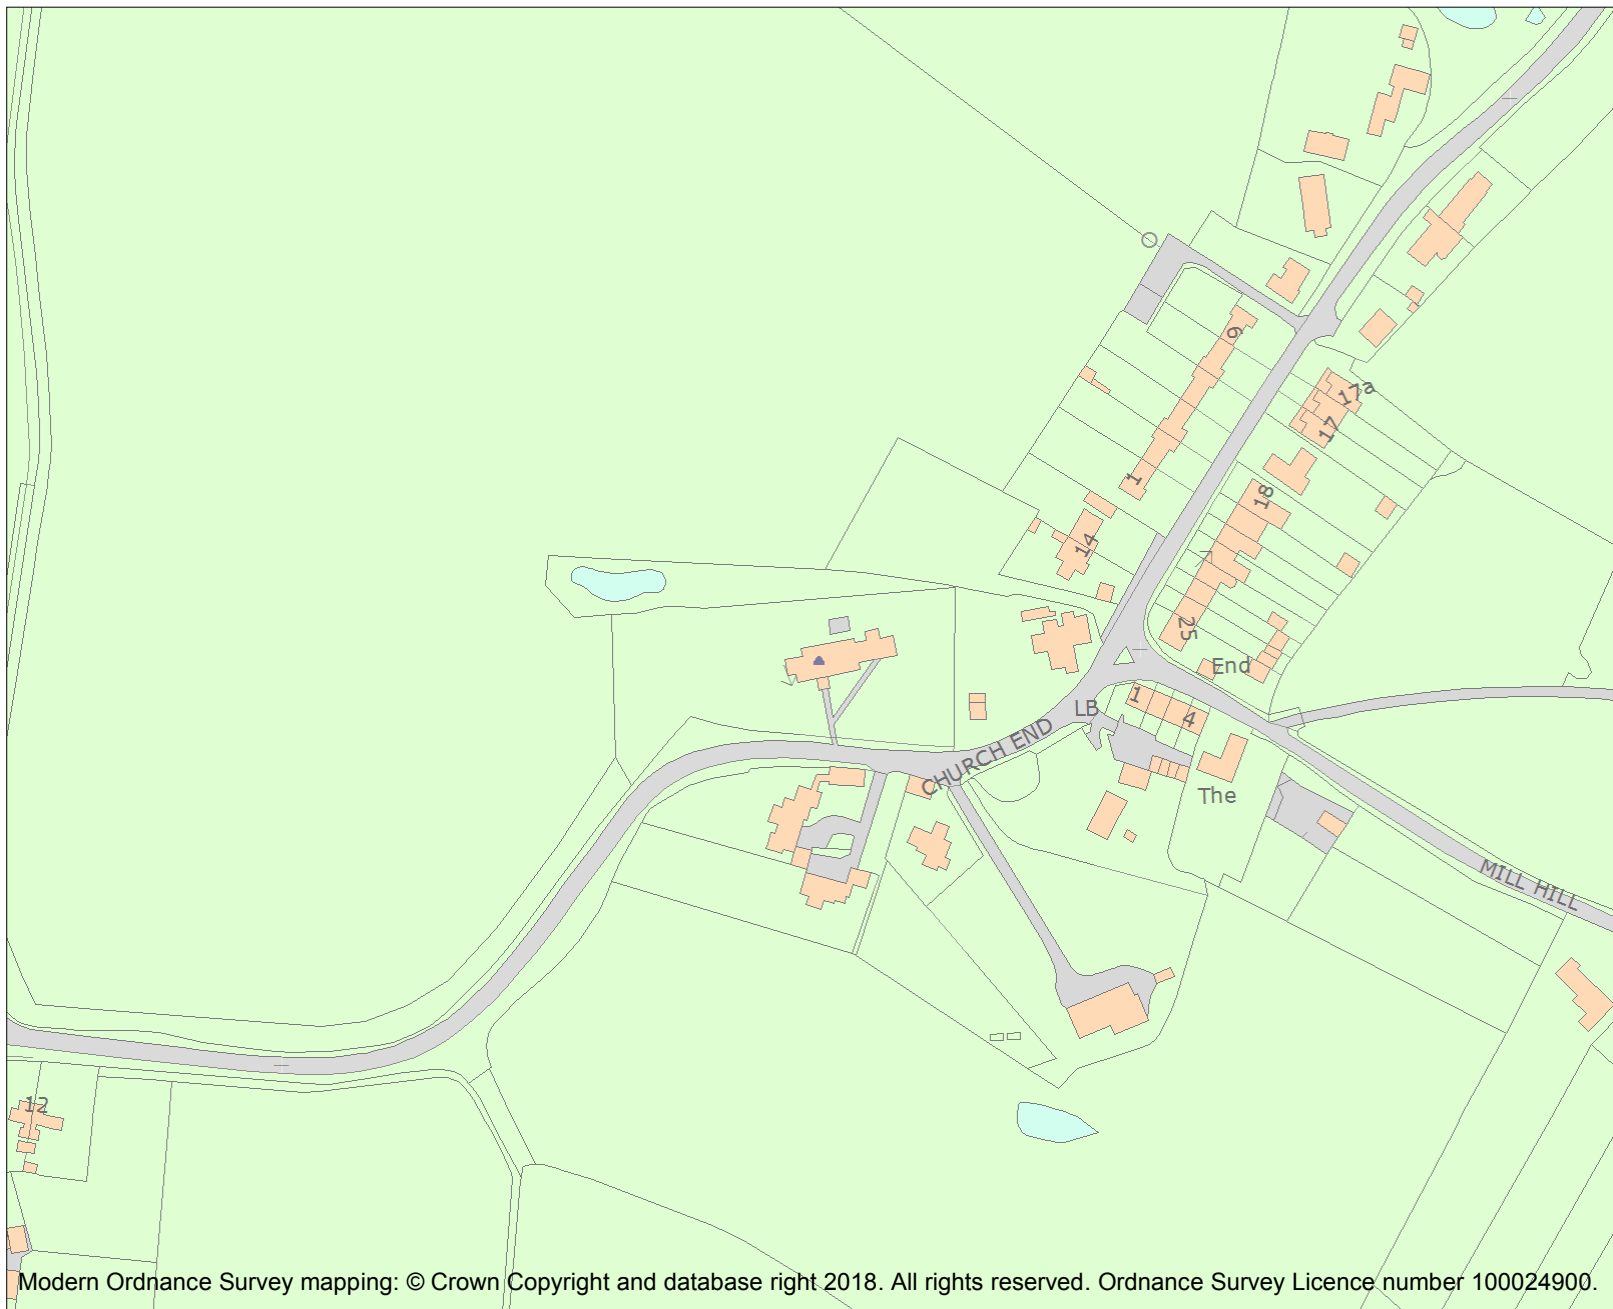 6
17a
17
1
18
14
25
End
1
LB
4
CHURCH END
The
MILL HILL
12
Modern Ordnance Survey mapping: © Crown Copyright and database right 2018. All rights reserved. Ordnance Survey Licence number 100024900.